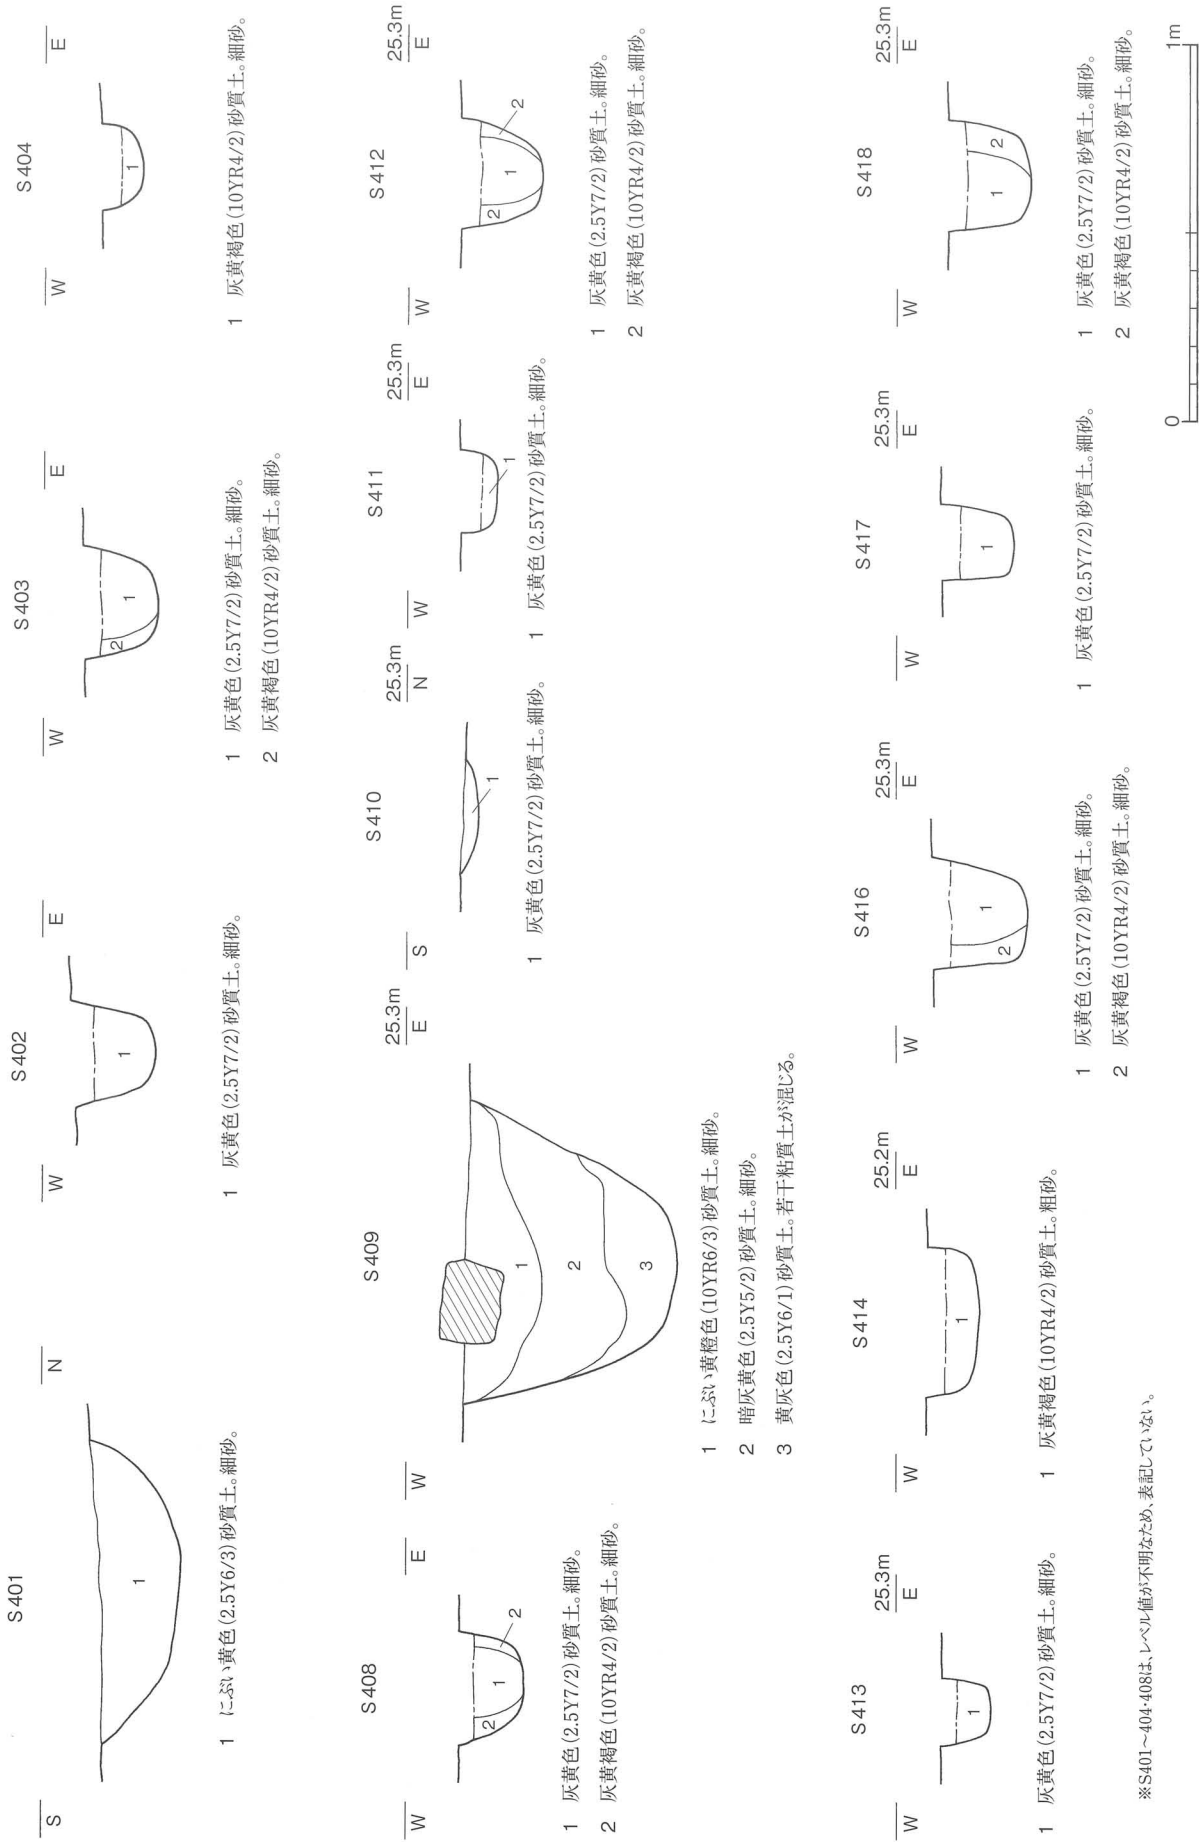 S401
S
N
1 にぶい黄色(2.5Y6/3)砂質土。細砂。
S402
W
E
1 灰黄色(2.5Y7/2)砂質土。細砂。
S403
W
E
1
2
1 灰黄色(2.5Y7/2)砂質土。細砂。
2 灰黄褐色(10YR4/2)砂質土。細砂。
S404
W
E
1
1 灰黄褐色(10YR4/2)砂質土。細砂。
S408
W
E
2
1
2
1 灰黄色(2.5Y7/2)砂質土。細砂。
2 灰黄褐色(10YR4/2)砂質土。細砂。
S409
W
25.3m
E
1
2
3
1 にぶい黄橙色(10YR6/3)砂質土。細砂。
2 暗灰黄色(2.5Y5/2)砂質土。細砂。
3 黄灰色(2.5Y6/1)砂質土。若干粘質土が混じる。
S410
S
25.3m
N
1
1 灰黄色(2.5Y7/2)砂質土。細砂。
S411
W
25.3m
E
1
1 灰黄色(2.5Y7/2)砂質土。細砂。
S412
W
25.3m
E
2
1
2
1 灰黄色(2.5Y7/2)砂質土。細砂。
2 灰黄褐色(10YR4/2)砂質土。細砂。
S413
W
25.3m
E
1
1 灰黄色(2.5Y7/2)砂質土。細砂。
S414
W
25.2m
E
1
1 灰黄褐色(10YR4/2)砂質土。粗砂。
S416
W
25.3m
E
2
1
1 灰黄色(2.5Y7/2)砂質土。細砂。
2 灰黄褐色(10YR4/2)砂質土。細砂。
S417
W
25.3m
E
1
1 灰黄色(2.5Y7/2)砂質土。細砂。
S418
W
25.3m
E
1
2
1 灰黄色(2.5Y7/2)砂質土。細砂。
2 灰黄褐色(10YR4/2)砂質土。細砂。
※S401～404・408は、レベル値が不明なため、表記していない。
0
1m